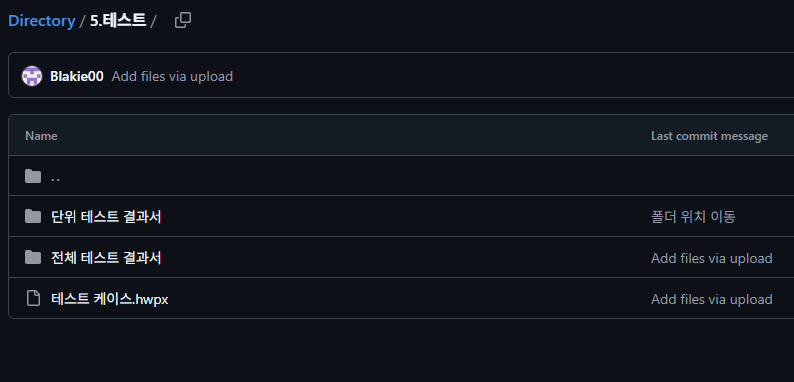 Directory / 5.테스트 /
Blakie00 Add files via upload
Name Last commit message
..
단위 테스트 결과서 폴더 위치 이동
전체 테스트 결과서 Add files via upload
테스트 케이스.hwpx Add files via upload